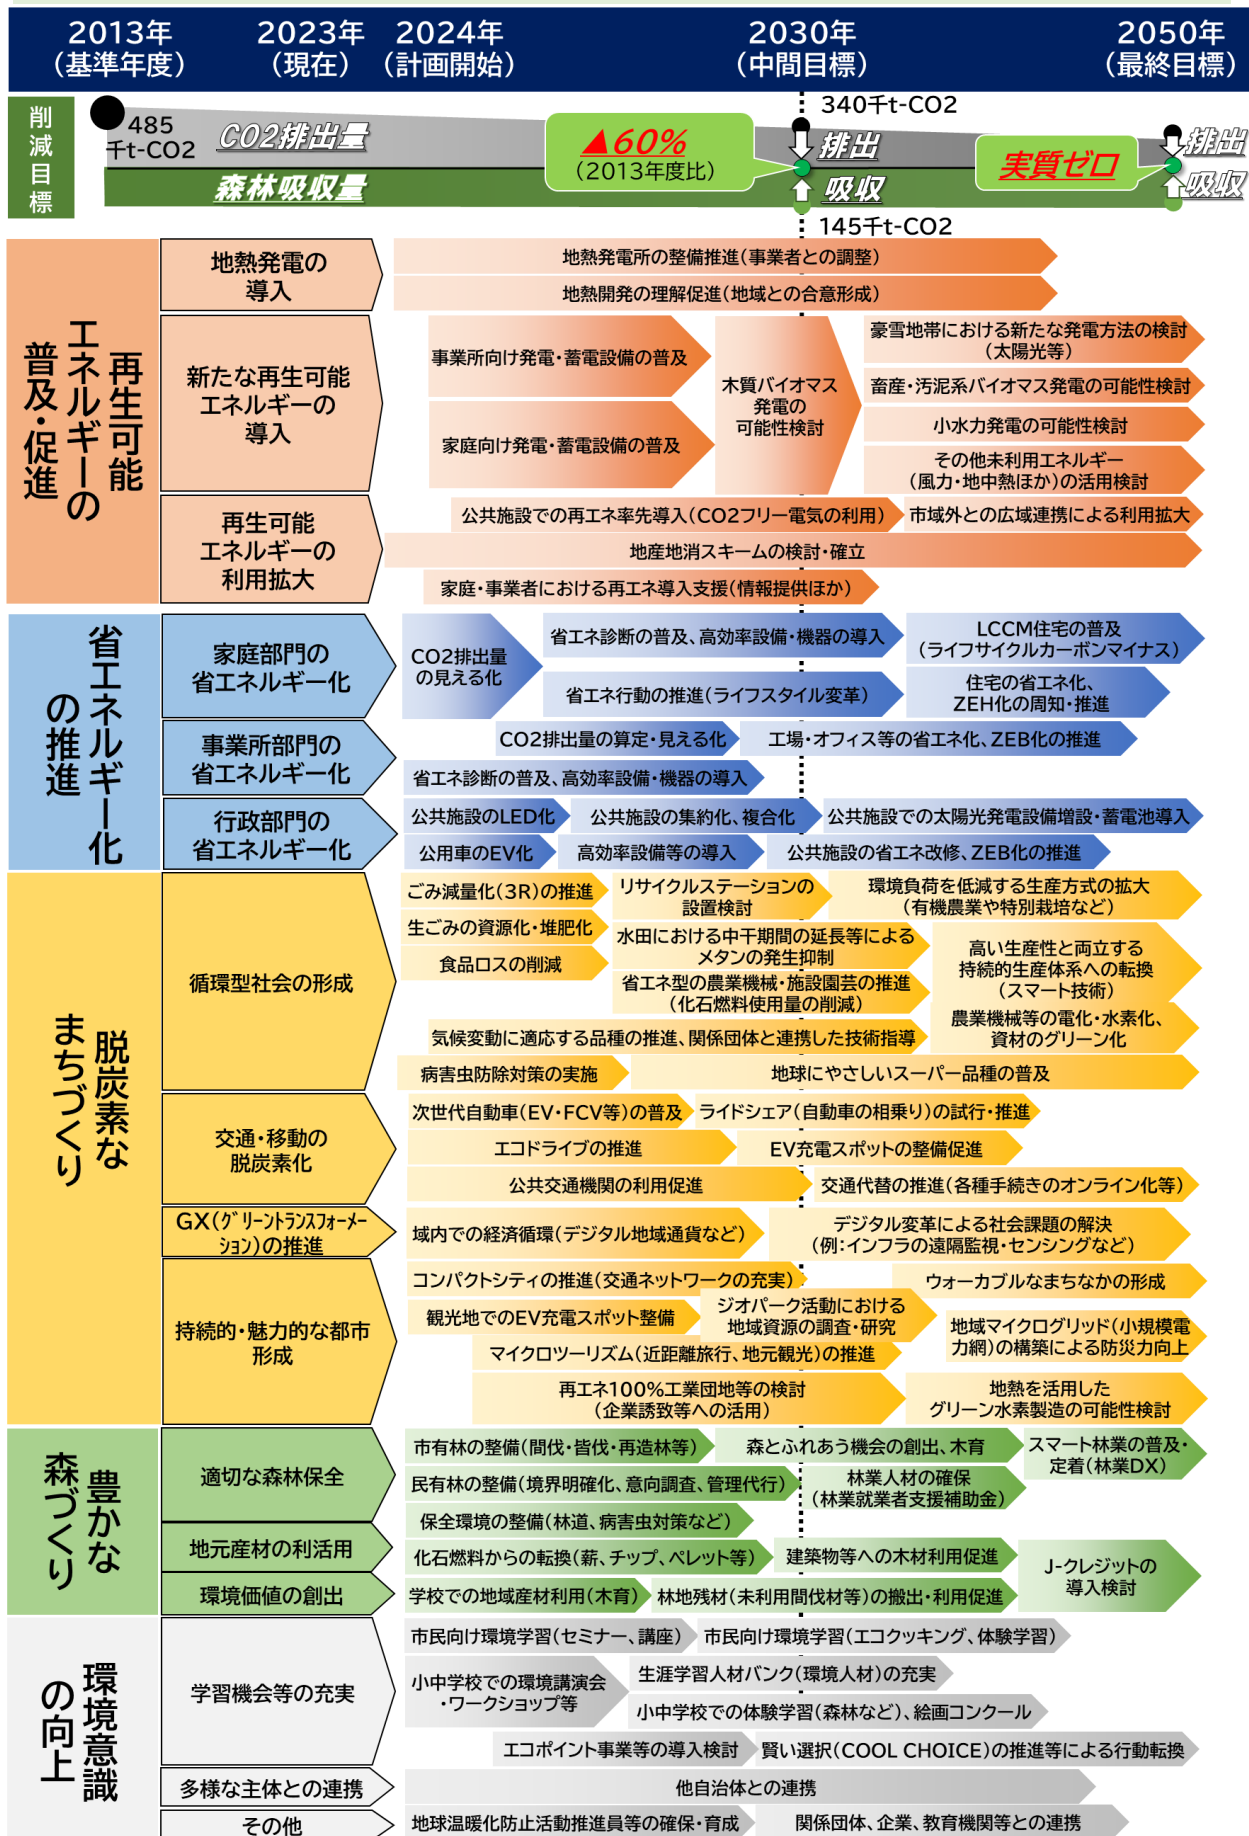 2013年
(基準年度)
2023年
(現在)
2024年
(計画開始)
2030年
(中間目標)
2050年
(最終目標)
削減目標
485
千t-CO2
CO2排出量
森林吸収量
▲60%
(2013年度比)
340千t-CO2
排出
吸収
145千t-CO2
実質ゼロ
排出
吸収
再生可能
エネルギーの
普及・促進
地熱発電の
導入
地熱発電所の整備推進(事業者との調整)
地熱開発の理解促進(地域との合意形成)
新たな再生可能
エネルギーの
導入
事業所向け発電・蓄電設備の普及
家庭向け発電・蓄電設備の普及
木質バイオマス
発電の
可能性検討
豪雪地帯における新たな発電方法の検討
(太陽光等)
畜産・汚泥系バイオマス発電の可能性検討
小水力発電の可能性検討
その他未利用エネルギー
(風力・地中熱ほか)の活用検討
再生可能
エネルギーの
利用拡大
公共施設での再エネ率先導入(CO2フリー電気の利用)
市域外との広域連携による利用拡大
地産地消スキームの検討・確立
家庭・事業者における再エネ導入支援(情報提供ほか)
省エネルギー化
の推進
家庭部門の
省エネルギー化
CO2排出量
の見える化
省エネ診断の普及、高効率設備・機器の導入
省エネ行動の推進(ライフスタイル変革)
LCCM住宅の普及
(ライフサイクルカーボンマイナス)
住宅の省エネ化、
ZEH化の周知・推進
事業所部門の
省エネルギー化
CO2排出量の算定・見える化
工場・オフィス等の省エネ化、ZEB化の推進
省エネ診断の普及、高効率設備・機器の導入
行政部門の
省エネルギー化
公共施設のLED化
公共施設の集約化、複合化
公共施設での太陽光発電設備増設・蓄電池導入
公用車のEV化
高効率設備等の導入
公共施設の省エネ改修、ZEB化の推進
脱炭素な
まちづくり
循環型社会の形成
ごみ減量化(3R)の推進
リサイクルステーションの
設置検討
環境負荷を低減する生産方式の拡大
(有機農業や特別栽培など)
生ごみの資源化・堆肥化
食品ロスの削減
水田における中干期間の延長等による
メタンの発生抑制
省エネ型の農業機械・施設園芸の推進
(化石燃料使用量の削減)
高い生産性と両立する
持続的生産体系への転換
(スマート技術)
気候変動に適応する品種の推進、関係団体と連携した技術指導
農業機械等の電化・水素化、
資材のグリーン化
病害虫防除対策の実施
地球にやさしいスーパー品種の普及
交通・移動の
脱炭素化
次世代自動車(EV・FCV等)の普及
ライドシェア(自動車の相乗り)の試行・推進
エコドライブの推進
EV充電スポットの整備促進
公共交通機関の利用促進
交通代替の推進(各種手続きのオンライン化等)
GX(ｸﾞﾘｰﾝﾄﾗﾝｽﾌｫｰﾒｰ
ｼｮﾝ)の推進
域内での経済循環(デジタル地域通貨など)
デジタル変革による社会課題の解決
(例:インフラの遠隔監視・センシングなど)
持続的・魅力的な都市
形成
コンパクトシティの推進(交通ネットワークの充実)
ウォーカブルなまちなかの形成
観光地でのEV充電スポット整備
ジオパーク活動における
地域資源の調査・研究
マイクロツーリズム(近距離旅行、地元観光)の推進
地域マイクログリッド(小規模電
力網)の構築による防災力向上
再エネ100%工業団地等の検討
(企業誘致等への活用)
地熱を活用した
グリーン水素製造の可能性検討
豊かな
森づくり
適切な森林保全
市有林の整備(間伐・皆伐・再造林等)
森とふれあう機会の創出、木育
スマート林業の普及・
定着(林業DX)
民有林の整備(境界明確化、意向調査、管理代行)
林業人材の確保
(林業就業者支援補助金)
保全環境の整備(林道、病害虫対策など)
地元産材の利活用
化石燃料からの転換(薪、チップ、ペレット等)
建築物等への木材利用促進
J-クレジットの
導入検討
環境価値の創出
学校での地域産材利用(木育)
林地残材(未利用間伐材等)の搬出・利用促進
環境意識
の向上
学習機会等の充実
市民向け環境学習(セミナー、講座)
市民向け環境学習(エコクッキング、体験学習)
小中学校での環境講演会
・ワークショップ等
生涯学習人材バンク(環境人材)の充実
小中学校での体験学習(森林など)、絵画コンクール
エコポイント事業等の導入検討
賢い選択(COOL CHOICE)の推進等による行動転換
多様な主体との連携
他自治体との連携
その他
地球温暖化防止活動推進員等の確保・育成
関係団体、企業、教育機関等との連携